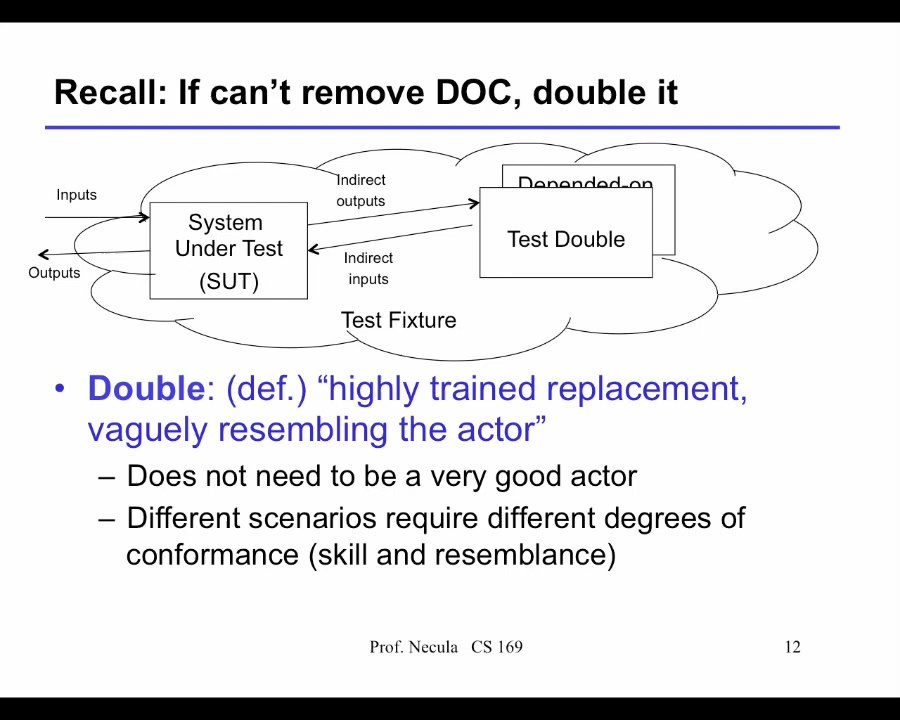 Recall: If can’t remove DOC, double it
Inputs
Outputs
System
Under Test
(SUT)
Indirect
outputs
Indirect
inputs
Depended-on
Test Double
Test Fixture
• Double: (def.) “highly trained replacement,
vaguely resembling the actor”
– Does not need to be a very good actor
– Different scenarios require different degrees of
conformance (skill and resemblance)
Prof. Necula CS 169
12